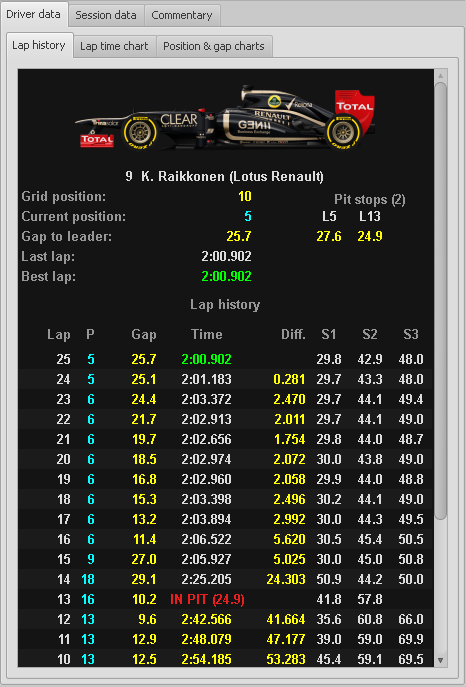 Driver data Session data Commentary
Lap history Lap time chart Position & gap charts
CLEAR RENAULT TOTAL
TOTAL
9 K. Raikkonen (Lotus Renault)
Grid position: 10 Pit stops (2)
Current position: 5 L5 L13
Gap to leader: 25.7 27.6 24.9
Last lap: 2:00.902
Best lap: 2:00.902
Lap history
Lap P Gap Time Diff. S1 S2 S3
25 5 25.7 2:00.902 29.8 42.9 48.0
24 5 25.1 2:01.183 0.281 29.7 43.3 48.0
23 6 24.4 2:03.372 2.470 29.7 44.1 49.4
22 6 21.7 2:02.913 2.011 29.7 44.1 49.0
21 6 19.7 2:02.656 1.754 29.8 44.0 48.7
20 6 18.5 2:02.974 2.072 30.0 43.8 49.0
19 6 16.8 2:02.960 2.058 29.9 44.0 48.8
18 6 15.3 2:03.398 2.496 30.2 44.1 49.0
17 6 13.2 2:03.894 2.992 30.0 44.3 49.5
16 6 11.4 2:06.522 5.620 30.5 45.4 50.5
15 9 27.0 2:05.927 5.025 30.0 45.0 50.8
14 18 29.1 2:25.205 24.303 50.9 44.2 50.0
13 16 10.2 IN PIT (24.9) 41.8 57.8
12 13 9.6 2:42.566 41.664 35.6 60.8 66.0
11 13 12.9 2:48.079 47.177 39.0 59.0 69.9
10 13 12.5 2:54.185 53.283 45.4 59.1 69.5